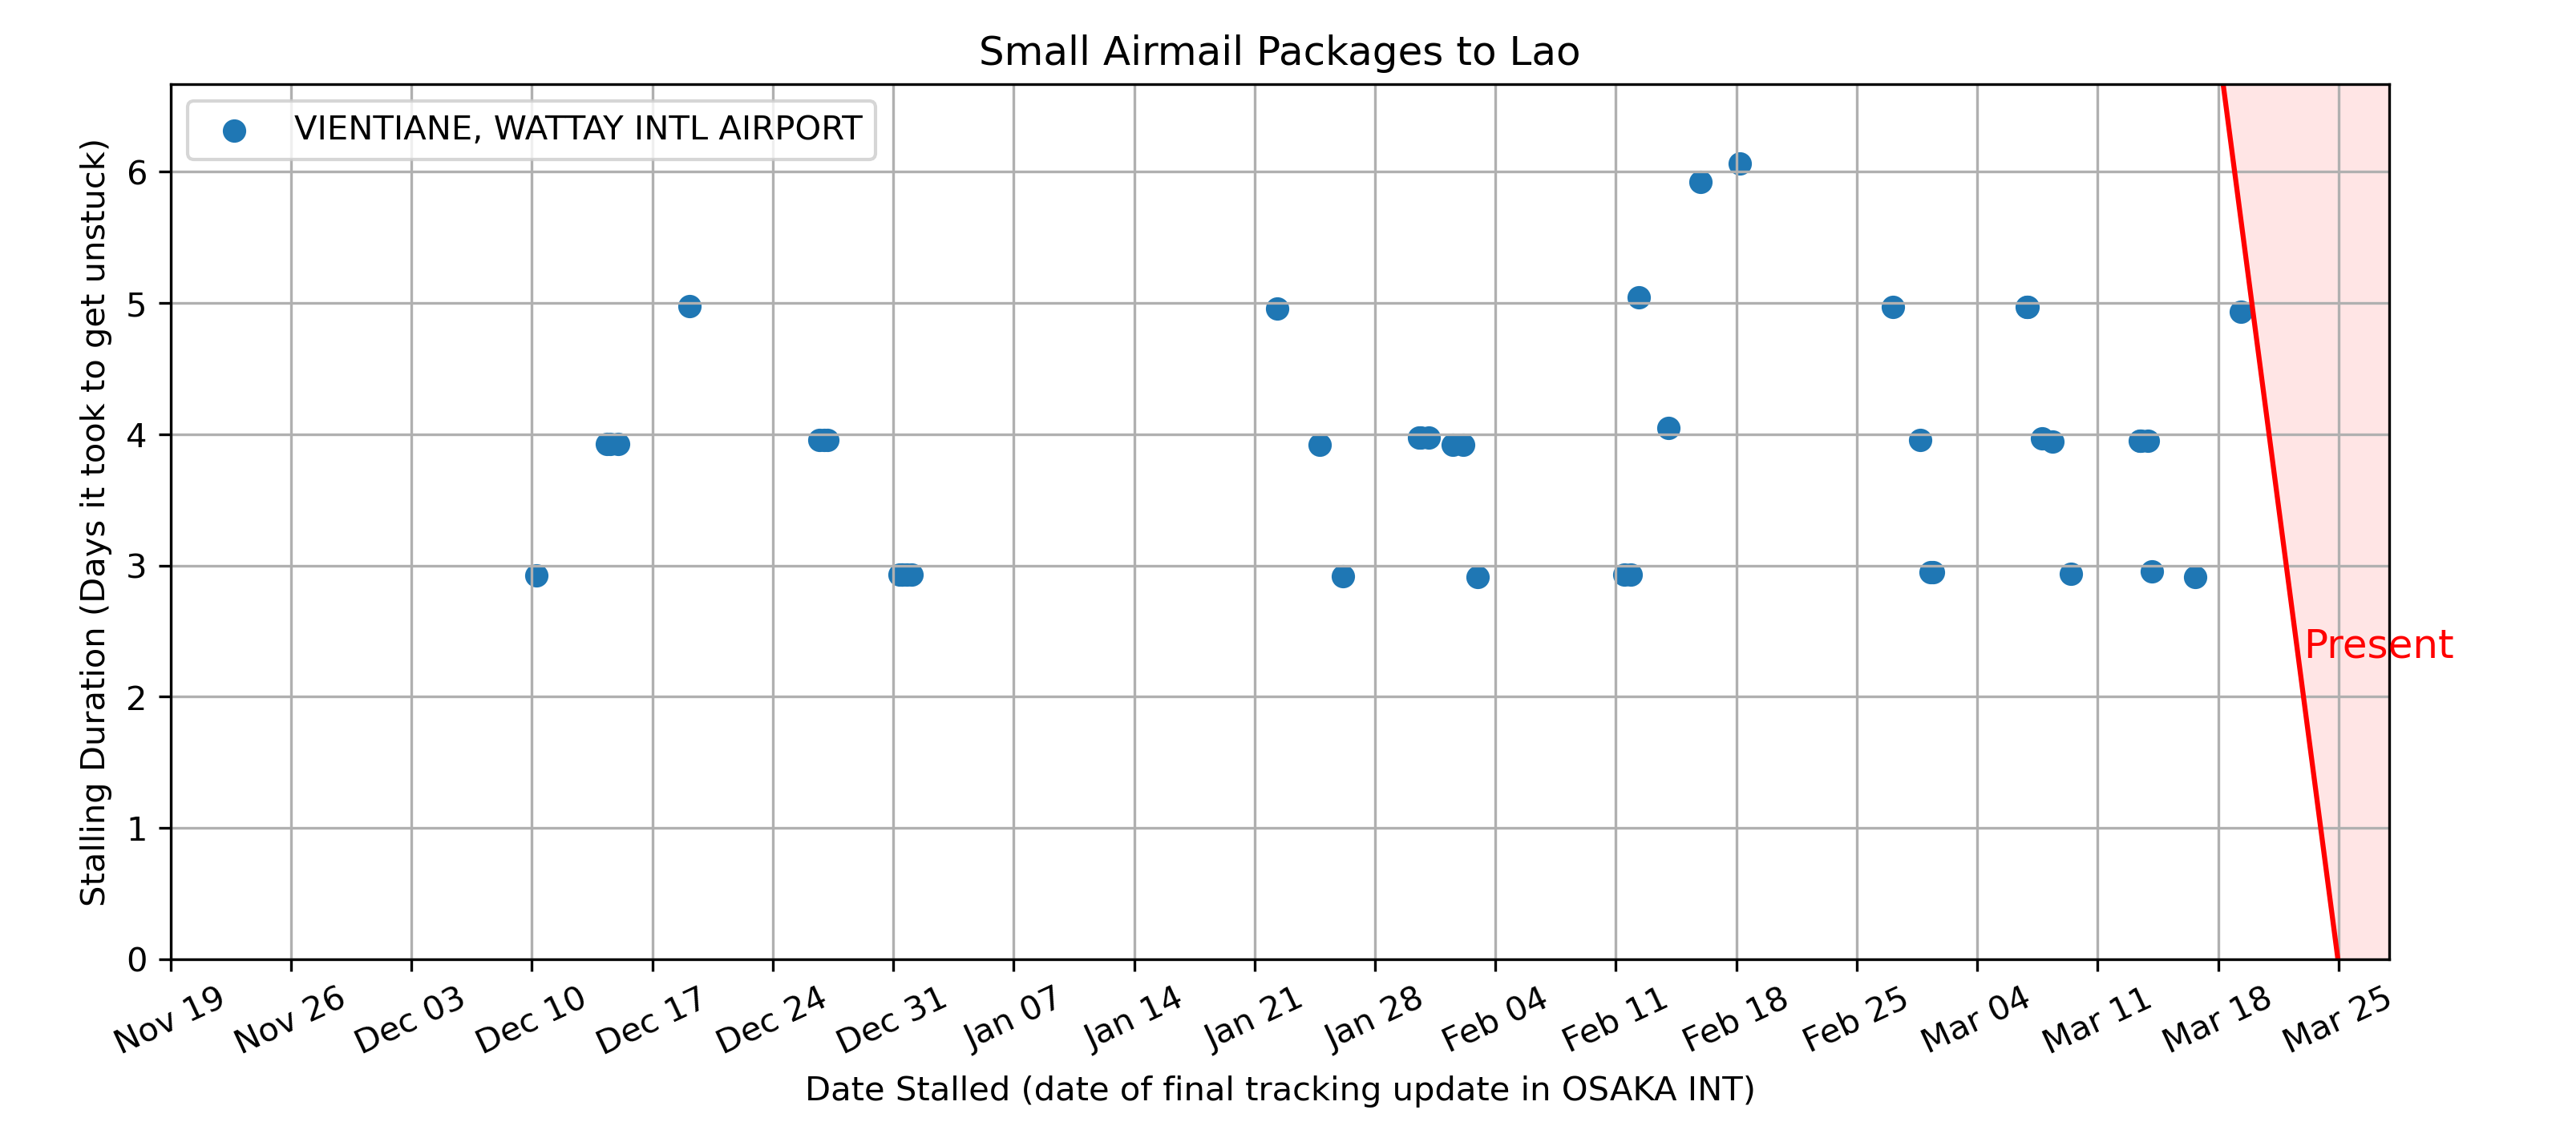 Small Airmail Packages to Lao
VIENTIANE, WATTAY INTL AIRPORT
Stalling Duration (Days it took to get unstuck)
6
5
4
3
2
1
0
Present
Nov 19
Nov 26
Dec 03
Dec 10
Dec 17
Dec 24
Dec 31
Jan 07
Jan 14
Jan 21
Jan 28
Feb 04
Feb 11
Feb 18
Feb 25
Mar 04
Mar 11
Mar 18
Mar 25
Date Stalled (date of final tracking update in OSAKA INT)